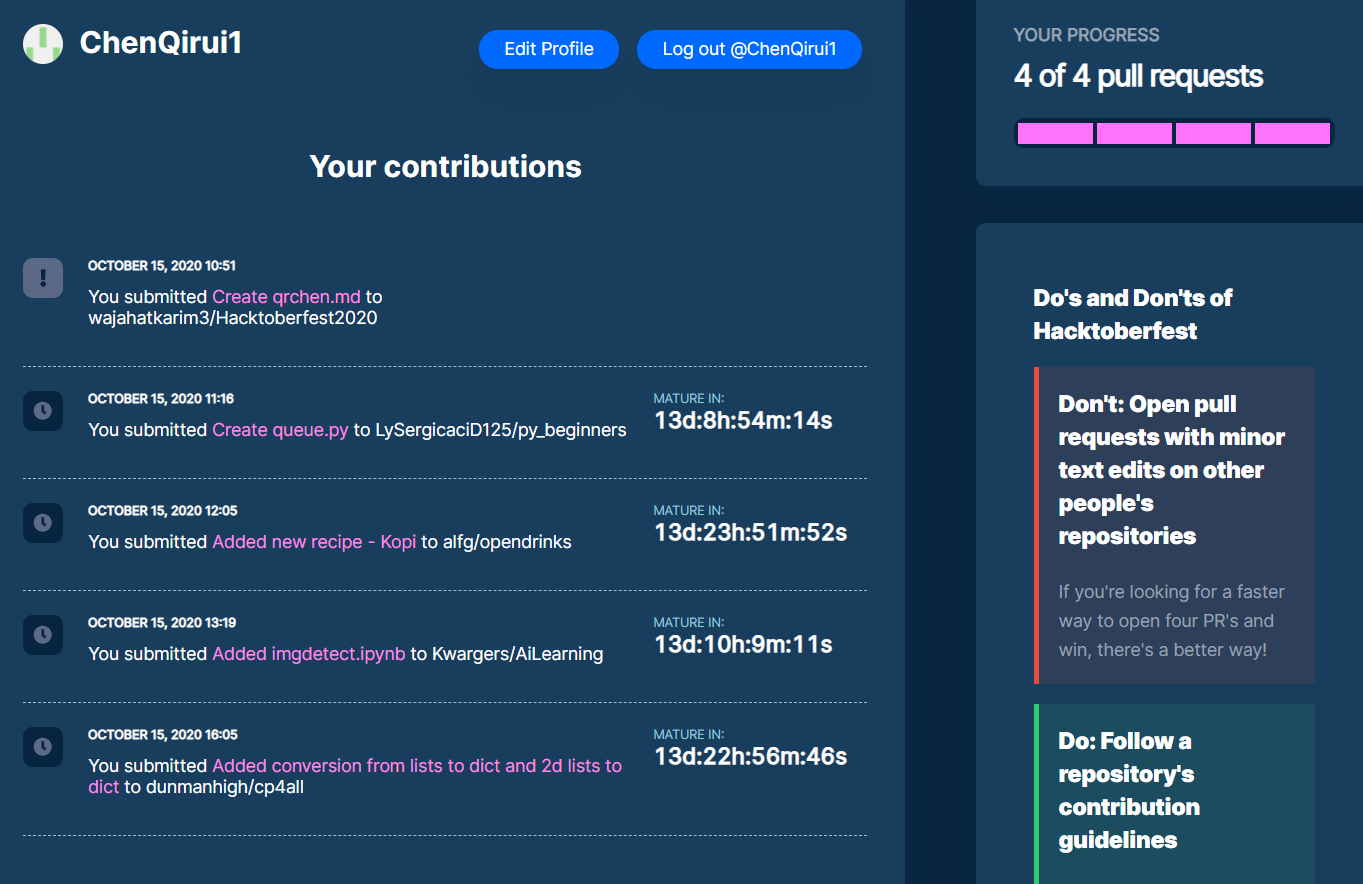 ChenQirui1
Edit Profile
Log out @ChenQirui1
Your contributions
OCTOBER 15, 2020 10:51
You submitted Create qrchen.md to
wajahatkarim3/Hacktoberfest2020
OCTOBER 15, 2020 11:16
You submitted Create queue.py to LySergicaciD125/py_beginners
MATURE IN:
13d:8h:54m:14s
OCTOBER 15, 2020 12:05
You submitted Added new recipe - Kopi to alfg/opendrinks
MATURE IN:
13d:23h:51m:52s
OCTOBER 15, 2020 13:19
You submitted Added imgdetect.ipynb to Kwargers/AiLearning
MATURE IN:
13d:10h:9m:11s
OCTOBER 15, 2020 16:05
You submitted Added conversion from lists to dict and 2d lists to
dict to dunmanhigh/cp4all
MATURE IN:
13d:22h:56m:46s
YOUR PROGRESS
4 of 4 pull requests
Do's and Don'ts of
Hacktoberfest
Don't: Open pull
requests with minor
text edits on other
people's
repositories
If you're looking for a faster
way to open four PR's and
win, there's a better way!
Do: Follow a
repository's
contribution
guidelines